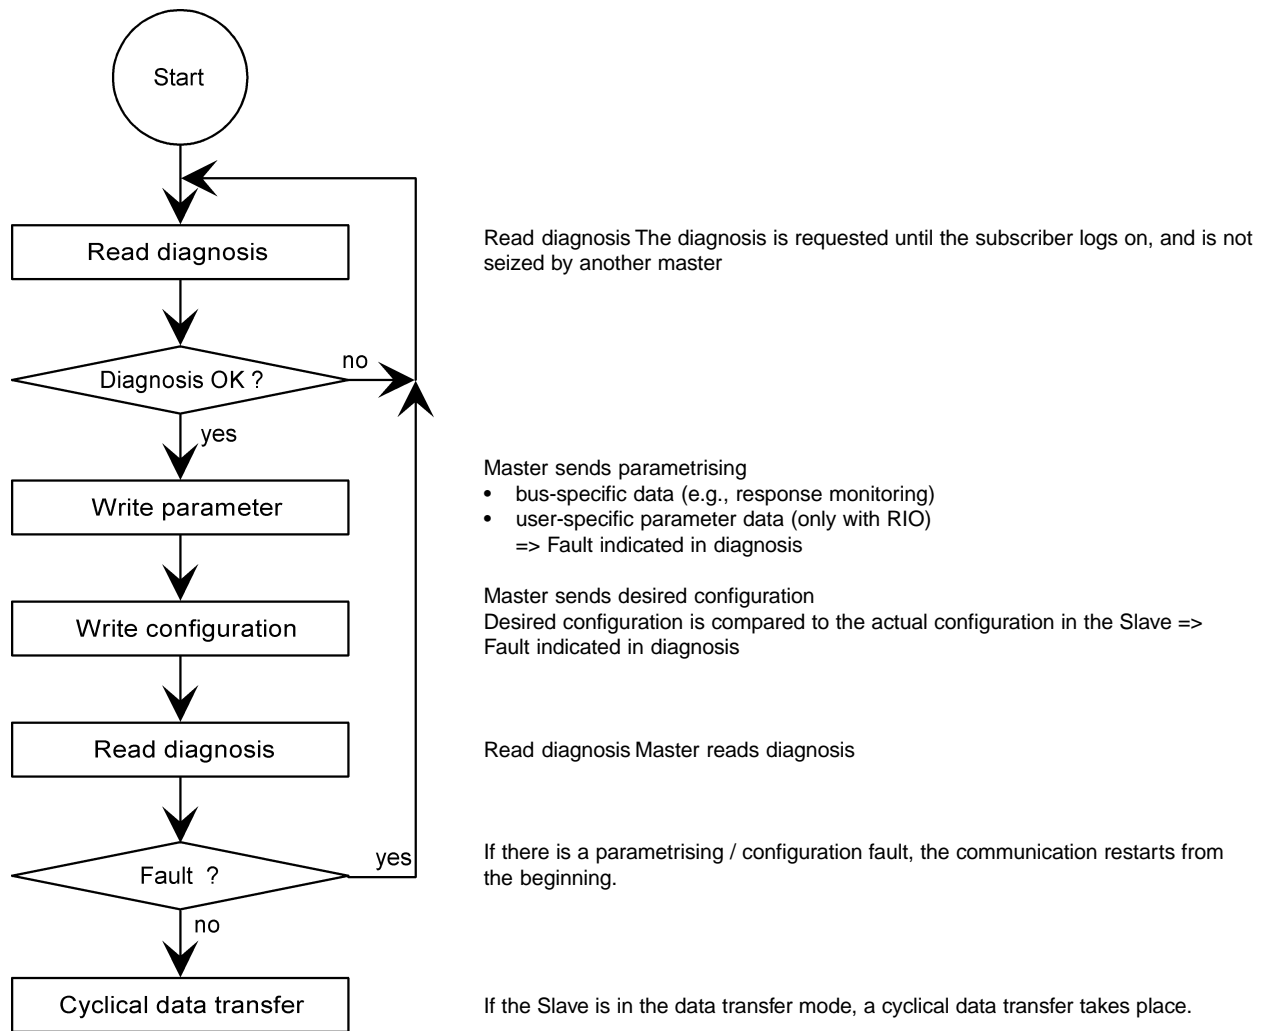 Start
Read diagnosis
Read diagnosis The diagnosis is requested until the subscriber logs on, and is not
seized by another master
Diagnosis OK ?
no
yes
Write parameter
Master sends parametrising
• bus-specific data (e.g., response monitoring)
• user-specific parameter data (only with RIO)
=> Fault indicated in diagnosis
Write configuration
Master sends desired configuration
Desired configuration is compared to the actual configuration in the Slave =>
Fault indicated in diagnosis
Read diagnosis
Read diagnosis Master reads diagnosis
Fault ?
yes
If there is a parametrising / configuration fault, the communication restarts from
the beginning.
no
Cyclical data transfer
If the Slave is in the data transfer mode, a cyclical data transfer takes place.